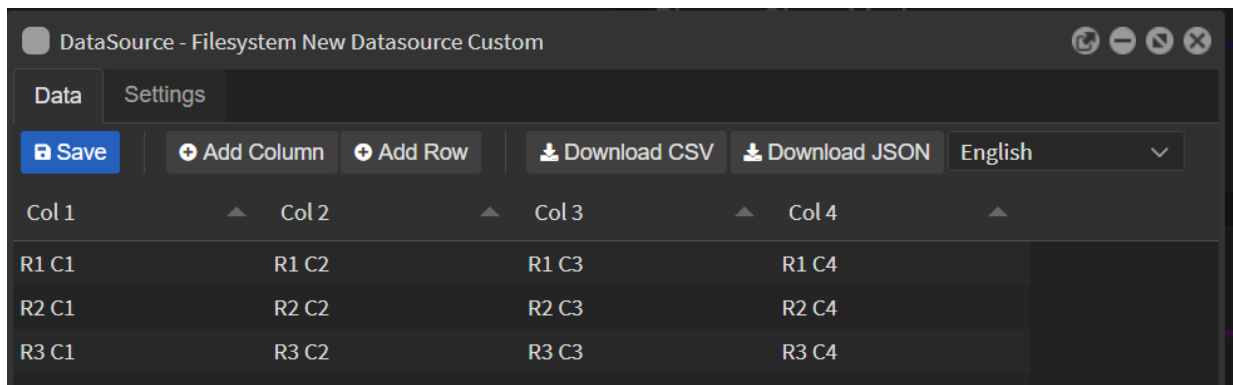 DataSource - Filesystem New Datasource Custom
Data Settings
Save Add Column Add Row Download CSV Download JSON English
Col 1 Col 2 Col 3 Col 4
R1 C1 R1 C2 R1 C3 R1 C4
R2 C1 R2 C2 R2 C3 R2 C4
R3 C1 R3 C2 R3 C3 R3 C4